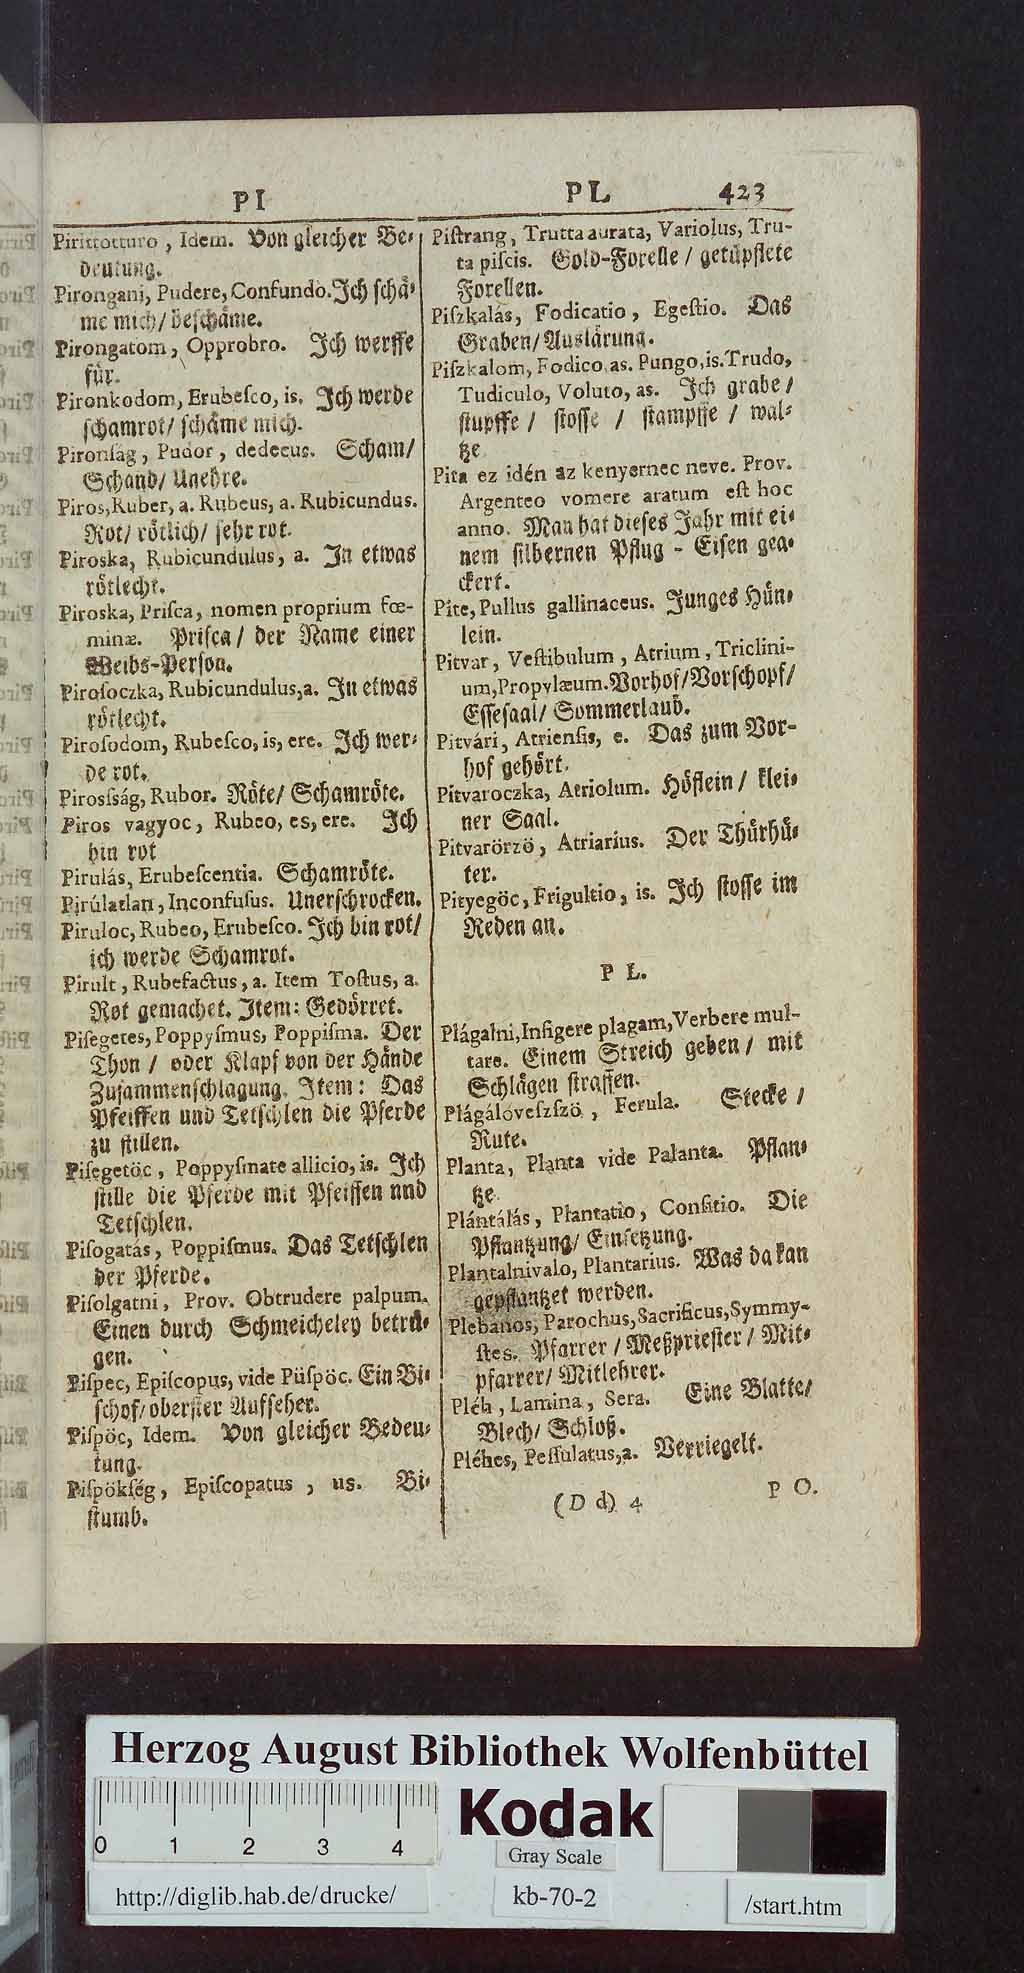 PI
PL 423
Pirittotturo, Idem. Von gleicher Be-
deutung.
Pirongani, Pudere, Confundo. Ich schä-
me mich/ beschäme.
Pirongatom, Opprobro. Ich werffe
für.
Pironkodom, Erubeſco, is. Ich werde
schamrot/ schäme mich.
Pironſág, Pudor, dedecus. Scham/
Schand/ Unehre.
Piros, Ruber, a. Rubeus, a. Rubicundus.
Rot/ rötlich/ sehr rot.
Piroska, Rubicundulus, a. In etwas
rötlecht.
Piroska, Priſca, nomen proprium fœ-
minæ. Prisca/ der Name einer
Weibs-Person.
Piroſoczka, Rubicundulus, a. In etwas
rötlecht.
Piroſodom, Rubeſco, is, ere. Ich wer-
de rot.
Piroſság, Rubor. Röte/ Schamröte.
Piros vagyoc, Rubeo, es, ere. Ich
bin rot
Pirulás, Erubeſcentia. Schamröte.
Pirúlatlan, Inconfuſus. Unerschrocken.
Piruloc, Rubeo, Erubeſco. Ich bin rot/
ich werde Schamrot.
Pirult, Rubefactus, a. Item Toſtus, a.
Rot gemachet. Item: Gedörret.
Piſegetes, Poppyſmus, Poppiſma. Der
Thon/ oder Klapf von der Hände
Zusammenschlagung. Item: Das
Pfeiffen und Tetschlen die Pferde
zu stillen.
Piſegetöc, Poppyſmate allicio, is. Ich
stille die Pferde mit Pfeiffen und
Tetschlen.
Piſogatás, Poppiſmus. Das Tetschlen
der Pferde.
Piſolgatni, Prov. Obtrudere palpum.
Einen durch Schmeicheley betrü-
gen.
Piſpec, Epiſcopus, vide Püſpöc. Ein Bi-
schof/ oberster Aufseher.
Piſpöc, Idem. Von gleicher Bedeu-
tung.
Piſpökſég, Epiſcopatus, us. Bi-
stumb.
Piſtrang, Trutta aurata, Variolus, Tru-
ta piſcis. Gold-Forelle/ getüpflete
Forellen.
Piſzkalás, Fodicatio, Egeſtio. Das
Graben/ Auslärung.
Piſzkalom, Fodico, as. Pungo, is. Trudo,
Tudiculo, Voluto, as. Ich grabe/
stupffe/ stosse/ stampffe/ wal-
tze
Pita ez idén az kenyernec neve. Prov.
Argenteo vomere aratum eſt hoc
anno. Man hat dieses Jahr mit ei-
nem silbernen Pflug-Eisen gea-
ckert.
Pite, Pullus gallinaceus. Junges Hün-
lein.
Pitvar, Veſtibulum, Atrium, Triclini-
um, Propylæum. Vorhof/ Vorschopf/
Essesaal/ Sommerlaub.
Pitvári, Atrienſis, e. Das zum Vor-
hof gehört.
Pitvaroczka, Atriolum. Höflein/ klei-
ner Saal.
Pitvarörzö, Atriarius. Der Thürhü-
ter.
Pityegöc, Frigultio, is. Ich stosse im
Reden an.
P L.
Plágalni, Inſigere plagam, Verbere mul-
tare. Einem Streich geben/ mit
Schlägen straffen.
Plágáloveſzſzö, Ferula. Stecke/
Rute.
Planta, Planta vide Palanta. Pflan-
tze
Plántálás, Plantatio, Conſitio. Die
Pflantzung/ Einsetzung.
Plantalnivalo, Plantarius. Was da kan
gepflantzet werden.
Plebános, Parochus, Sacrificus, Symmy-
ſtes. Pfarrer/ Meßpriester/ Mit-
pfarrer/ Mitlehrer.
Pléh, Lamina, Sera. Eine Blatte/
Blech/ Schloß.
Pléhes, Peſſulatus, a. Verriegelt.
(D d) 4
P O.
Herzog August Bibliothek Wolfenbüttel
0 1 2 3 4
Kodak
Gray Scale
http://diglib.hab.de/drucke/
kb-70-2
/start.htm